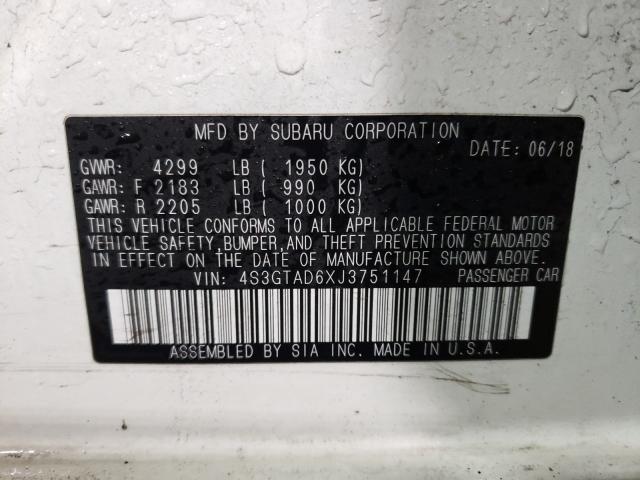 MFD BY SUBARU CORPORATION
DATE: 06/18
GVWR: 4299 LB ( 1950 KG)
GAWR: F 2183 LB ( 990 KG)
GAWR: R 2205 LB ( 1000 KG)
THIS VEHICLE CONFORMS TO ALL APPLICABLE FEDERAL MOTOR
VEHICLE SAFETY, BUMPER, AND THEFT PREVENTION STANDARDS
IN EFFECT ON THE DATE OF MANUFACTURE SHOWN ABOVE.
VIN: 4S3GTAD6XJ3751147 PASSENGER CAR
ASSEMBLED BY SIA INC. MADE IN U.S.A.